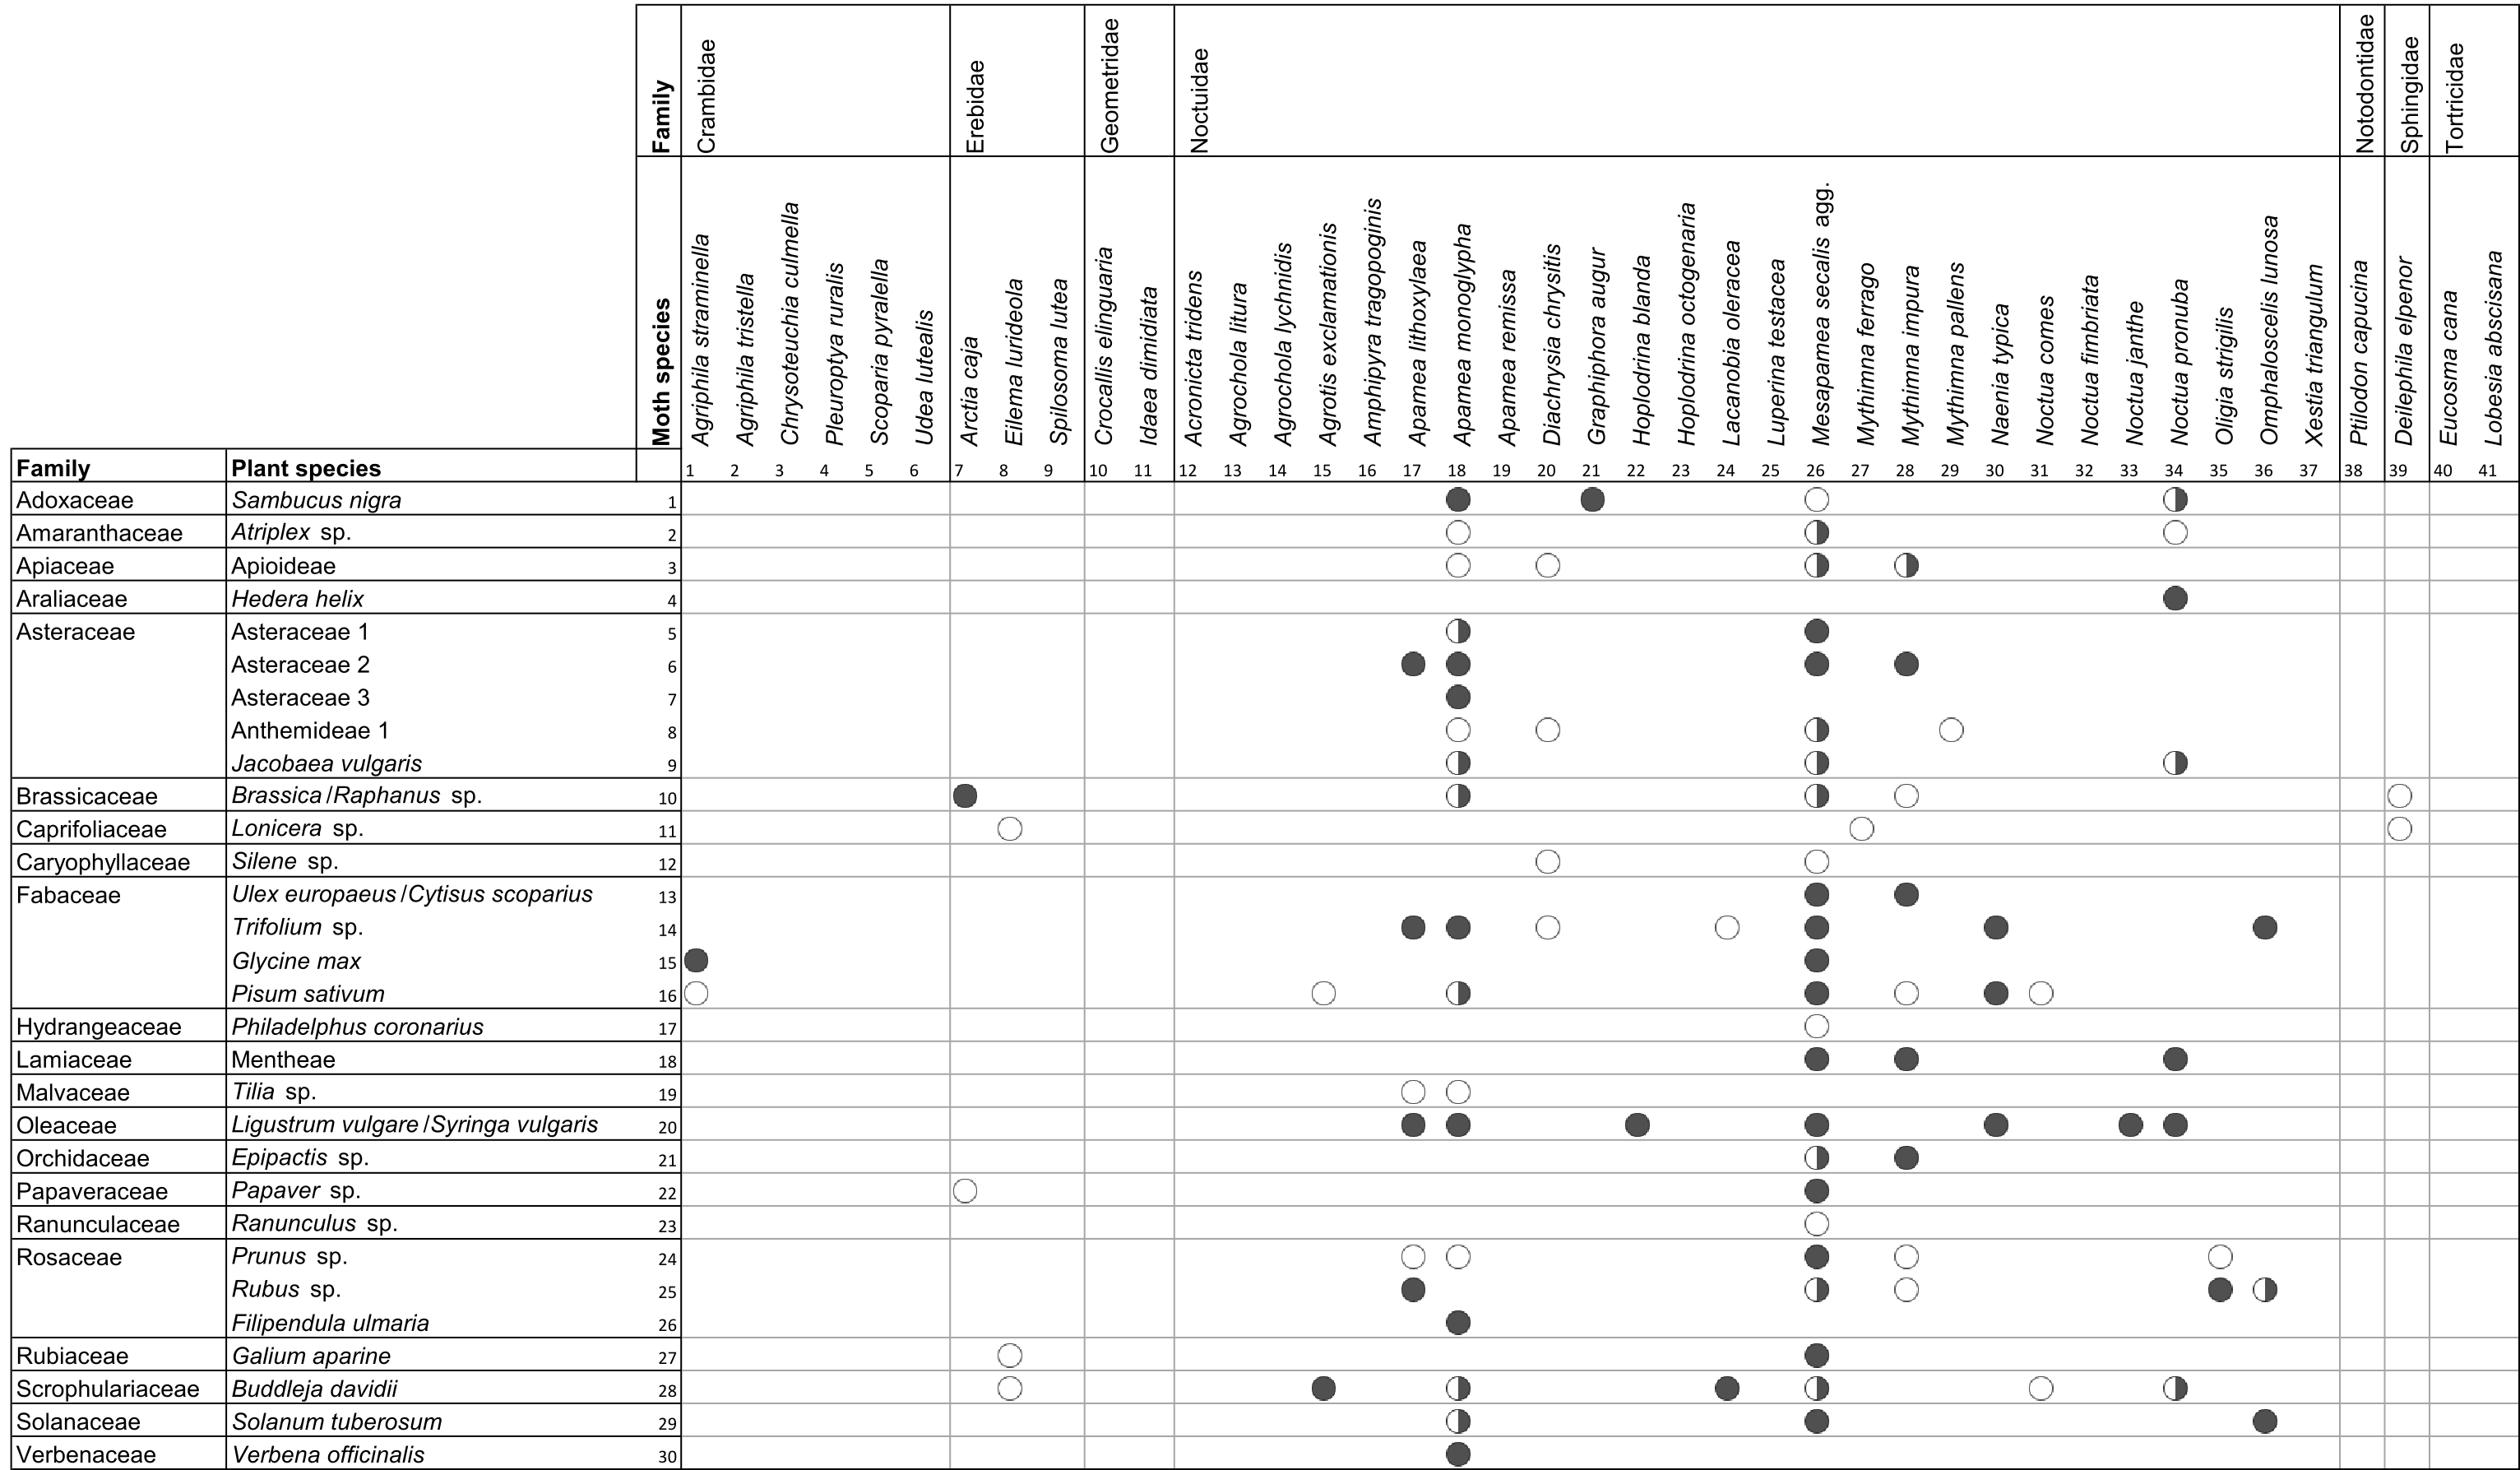 Family
Crambidae
Erebidae
Geometridae
Noctuidae
Notodontidae
Sphingidae
Tortricidae
Moth species
Agriphila straminella
Agriphila tristella
Chrysoteuchia culmella
Pleuroptya ruralis
Scoparia pyralella
Udea lutealis
Arctia caja
Eilema lurideola
Spilosoma lutea
Crocallis elinguaria
Idaea dimidiata
Acronicta tridens
Agrochola litura
Agrochola lychnidis
Agrotis exclamationis
Amphipyra tragopoginis
Apamea lithoxylaea
Apamea monoglypha
Apamea remissa
Diachrysia chrysitis
Graphiphora augur
Hoplodrina blanda
Hoplodrina octogenaria
Lacanobia oleracea
Luperina testacea
Mesapamea secalis agg.
Mythimna ferrago
Mythimna impura
Mythimna pallens
Naenia typica
Noctua comes
Noctua fimbriata
Noctua janthe
Noctua pronuba
Oligia strigilis
Omphaloscelis lunosa
Xestia triangulum
Ptilodon capucina
Deilephila elpenor
Eucosma cana
Lobesia abscisana
Family Plant species 1 2 3 4 5 6 7 8 9 10 11 12 13 14 15 16 17 18 19 20 21 22 23 24 25 26 27 28 29 30 31 32 33 34 35 36 37 38 39 40 41
Adoxaceae Sambucus nigra 1
Amaranthaceae Atriplex sp. 2
Apiaceae Apioideae 3
Araliaceae Hedera helix 4
Asteraceae Asteraceae 1 5
Asteraceae 2 6
Asteraceae 3 7
Anthemideae 1 8
Jacobaea vulgaris 9
Brassicaceae Brassica/Raphanus sp. 10
Caprifoliaceae Lonicera sp. 11
Caryophyllaceae Silene sp. 12
Fabaceae Ulex europaeus/Cytisus scoparius 13
Trifolium sp. 14
Glycine max 15
Pisum sativum 16
Hydrangeaceae Philadelphus coronarius 17
Lamiaceae Mentheae 18
Malvaceae Tilia sp. 19
Oleaceae Ligustrum vulgare/Syringa vulgaris 20
Orchidaceae Epipactis sp. 21
Papaveraceae Papaver sp. 22
Ranunculaceae Ranunculus sp. 23
Rosaceae Prunus sp. 24
Rubus sp. 25
Filipendula ulmaria 26
Rubiaceae Galium aparine 27
Scrophulariaceae Buddleja davidii 28
Solanaceae Solanum tuberosum 29
Verbenaceae Verbena officinalis 30